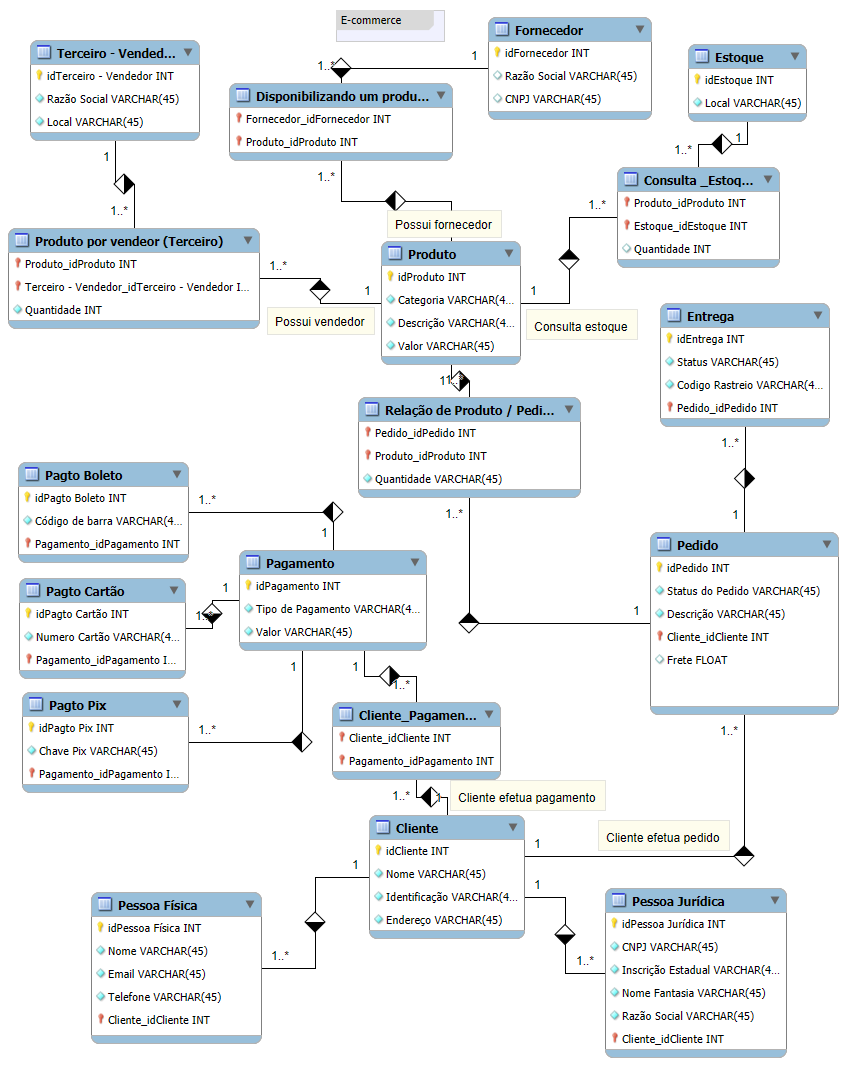 E-commerce
Terceiro - Vended...
idTerceiro - Vendedor INT
Razão Social VARCHAR(45)
Local VARCHAR(45)
1
1..*
Disponibilizando um produ...
Fornecedor_idFornecedor INT
Produto_idProduto INT
1..*
1
1..*
Fornecedor
idFornecedor INT
Razão Social VARCHAR(45)
CNPJ VARCHAR(45)
Estoque
idEstoque INT
Local VARCHAR(45)
1
1..*
Consulta _Estoq...
Produto_idProduto INT
Estoque_idEstoque INT
Quantidade INT
1..*
Possui fornecedor
Produto por vendeor (Terceiro)
Produto_idProduto INT
Terceiro - Vendedor_idTerceiro - Vendedor I...
Quantidade INT
1..*
1
Possui vendedor
Produto
idProduto INT
Categoria VARCHAR(4...
Descrição VARCHAR(4...
Valor VARCHAR(45)
1
Consulta estoque
Entrega
idEntrega INT
Status VARCHAR(45)
Codigo Rastreio VARCHAR(4...
Pedido_idPedido INT
1..*
1
1
1..*
Relação de Produto / Pedi...
Pedido_idPedido INT
Produto_idProduto INT
Quantidade VARCHAR(45)
1..*
1
Pagto Boleto
idPagto Boleto INT
Código de barra VARCHAR(4...
Pagamento_idPagamento INT
1..*
1
Pagamento
idPagamento INT
Tipo de Pagamento VARCHAR(4...
Valor VARCHAR(45)
Pedido
idPedido INT
Status do Pedido VARCHAR(45)
Descrição VARCHAR(45)
Cliente_idCliente INT
Frete FLOAT
1..*
Pagto Cartão
idPagto Cartão INT
Numero Cartão VARCHAR(4...
Pagamento_idPagamento I...
1
1..*
1
1
1..*
Pagto Pix
idPagto Pix INT
Chave Pix VARCHAR(45)
Pagamento_idPagamento I...
1..*
Cliente_Pagamen...
Cliente_idCliente INT
Pagamento_idPagamento INT
1..*
1
Cliente efetua pagamento
Cliente
idCliente INT
Nome VARCHAR(45)
Identificação VARCHAR(4...
Endereço VARCHAR(45)
1
Cliente efetua pedido
1
1
Pessoa Física
idPessoa Física INT
Nome VARCHAR(45)
Email VARCHAR(45)
Telefone VARCHAR(45)
Cliente_idCliente INT
1..*
1..*
Pessoa Jurídica
idPessoa Jurídica INT
CNPJ VARCHAR(45)
Inscrição Estadual VARCHAR(4...
Nome Fantasia VARCHAR(45)
Razão Social VARCHAR(45)
Cliente_idCliente INT